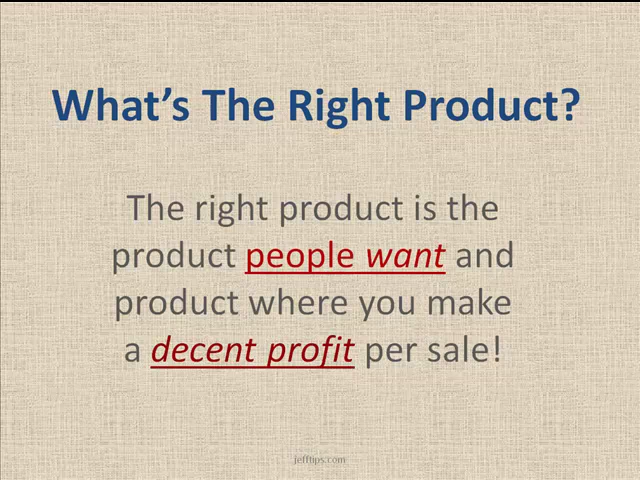 What's The Right Product?
The right product is the
product people want and
product where you make
a decent profit per sale!
jefftips.com